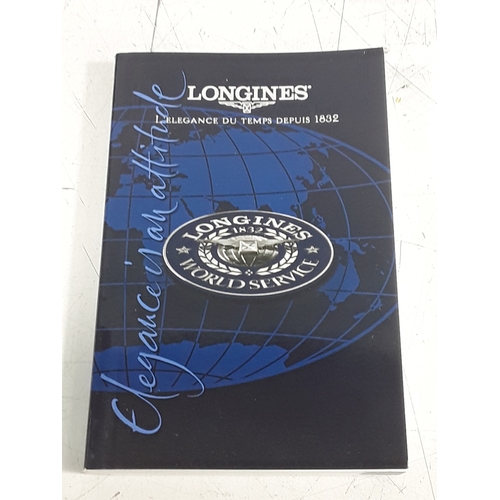 LONGINES®
L'ELEGANCE DU TEMPS DEPUIS 1832
Elegance is an attitude
LONGINES
1832
WORLD SERVICE